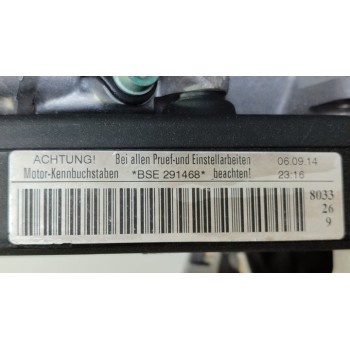 ACHTUNG! Bei allen Pruef-und Einstellarbeiten 06.09.14
Motor-Kennbuchstaben *BSE 291468* beachten! 23:16
8033
26
9